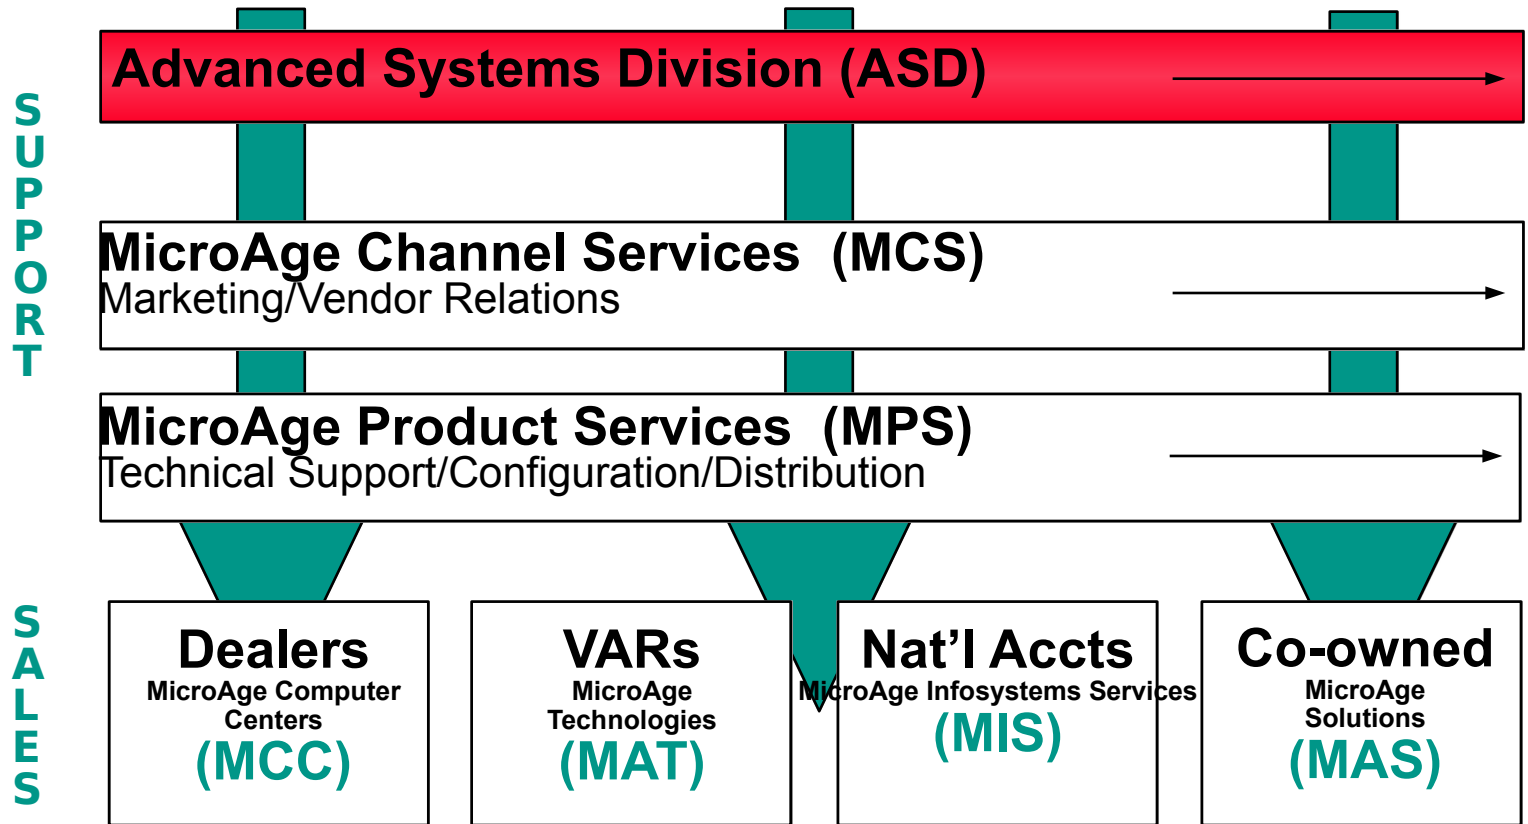 SUPPORT
Advanced Systems Division (ASD)
MicroAge Channel Services  (MCS)
Marketing/Vendor Relations
MicroAge Product Services  (MPS)
Technical Support/Configuration/Distribution
SALES
Dealers
MicroAge Computer
Centers
(MCC)
VARs
MicroAge
Technologies
(MAT)
Nat’l Accts
MicroAge Infosystems Services
(MIS)
Co-owned
MicroAge
Solutions
(MAS)